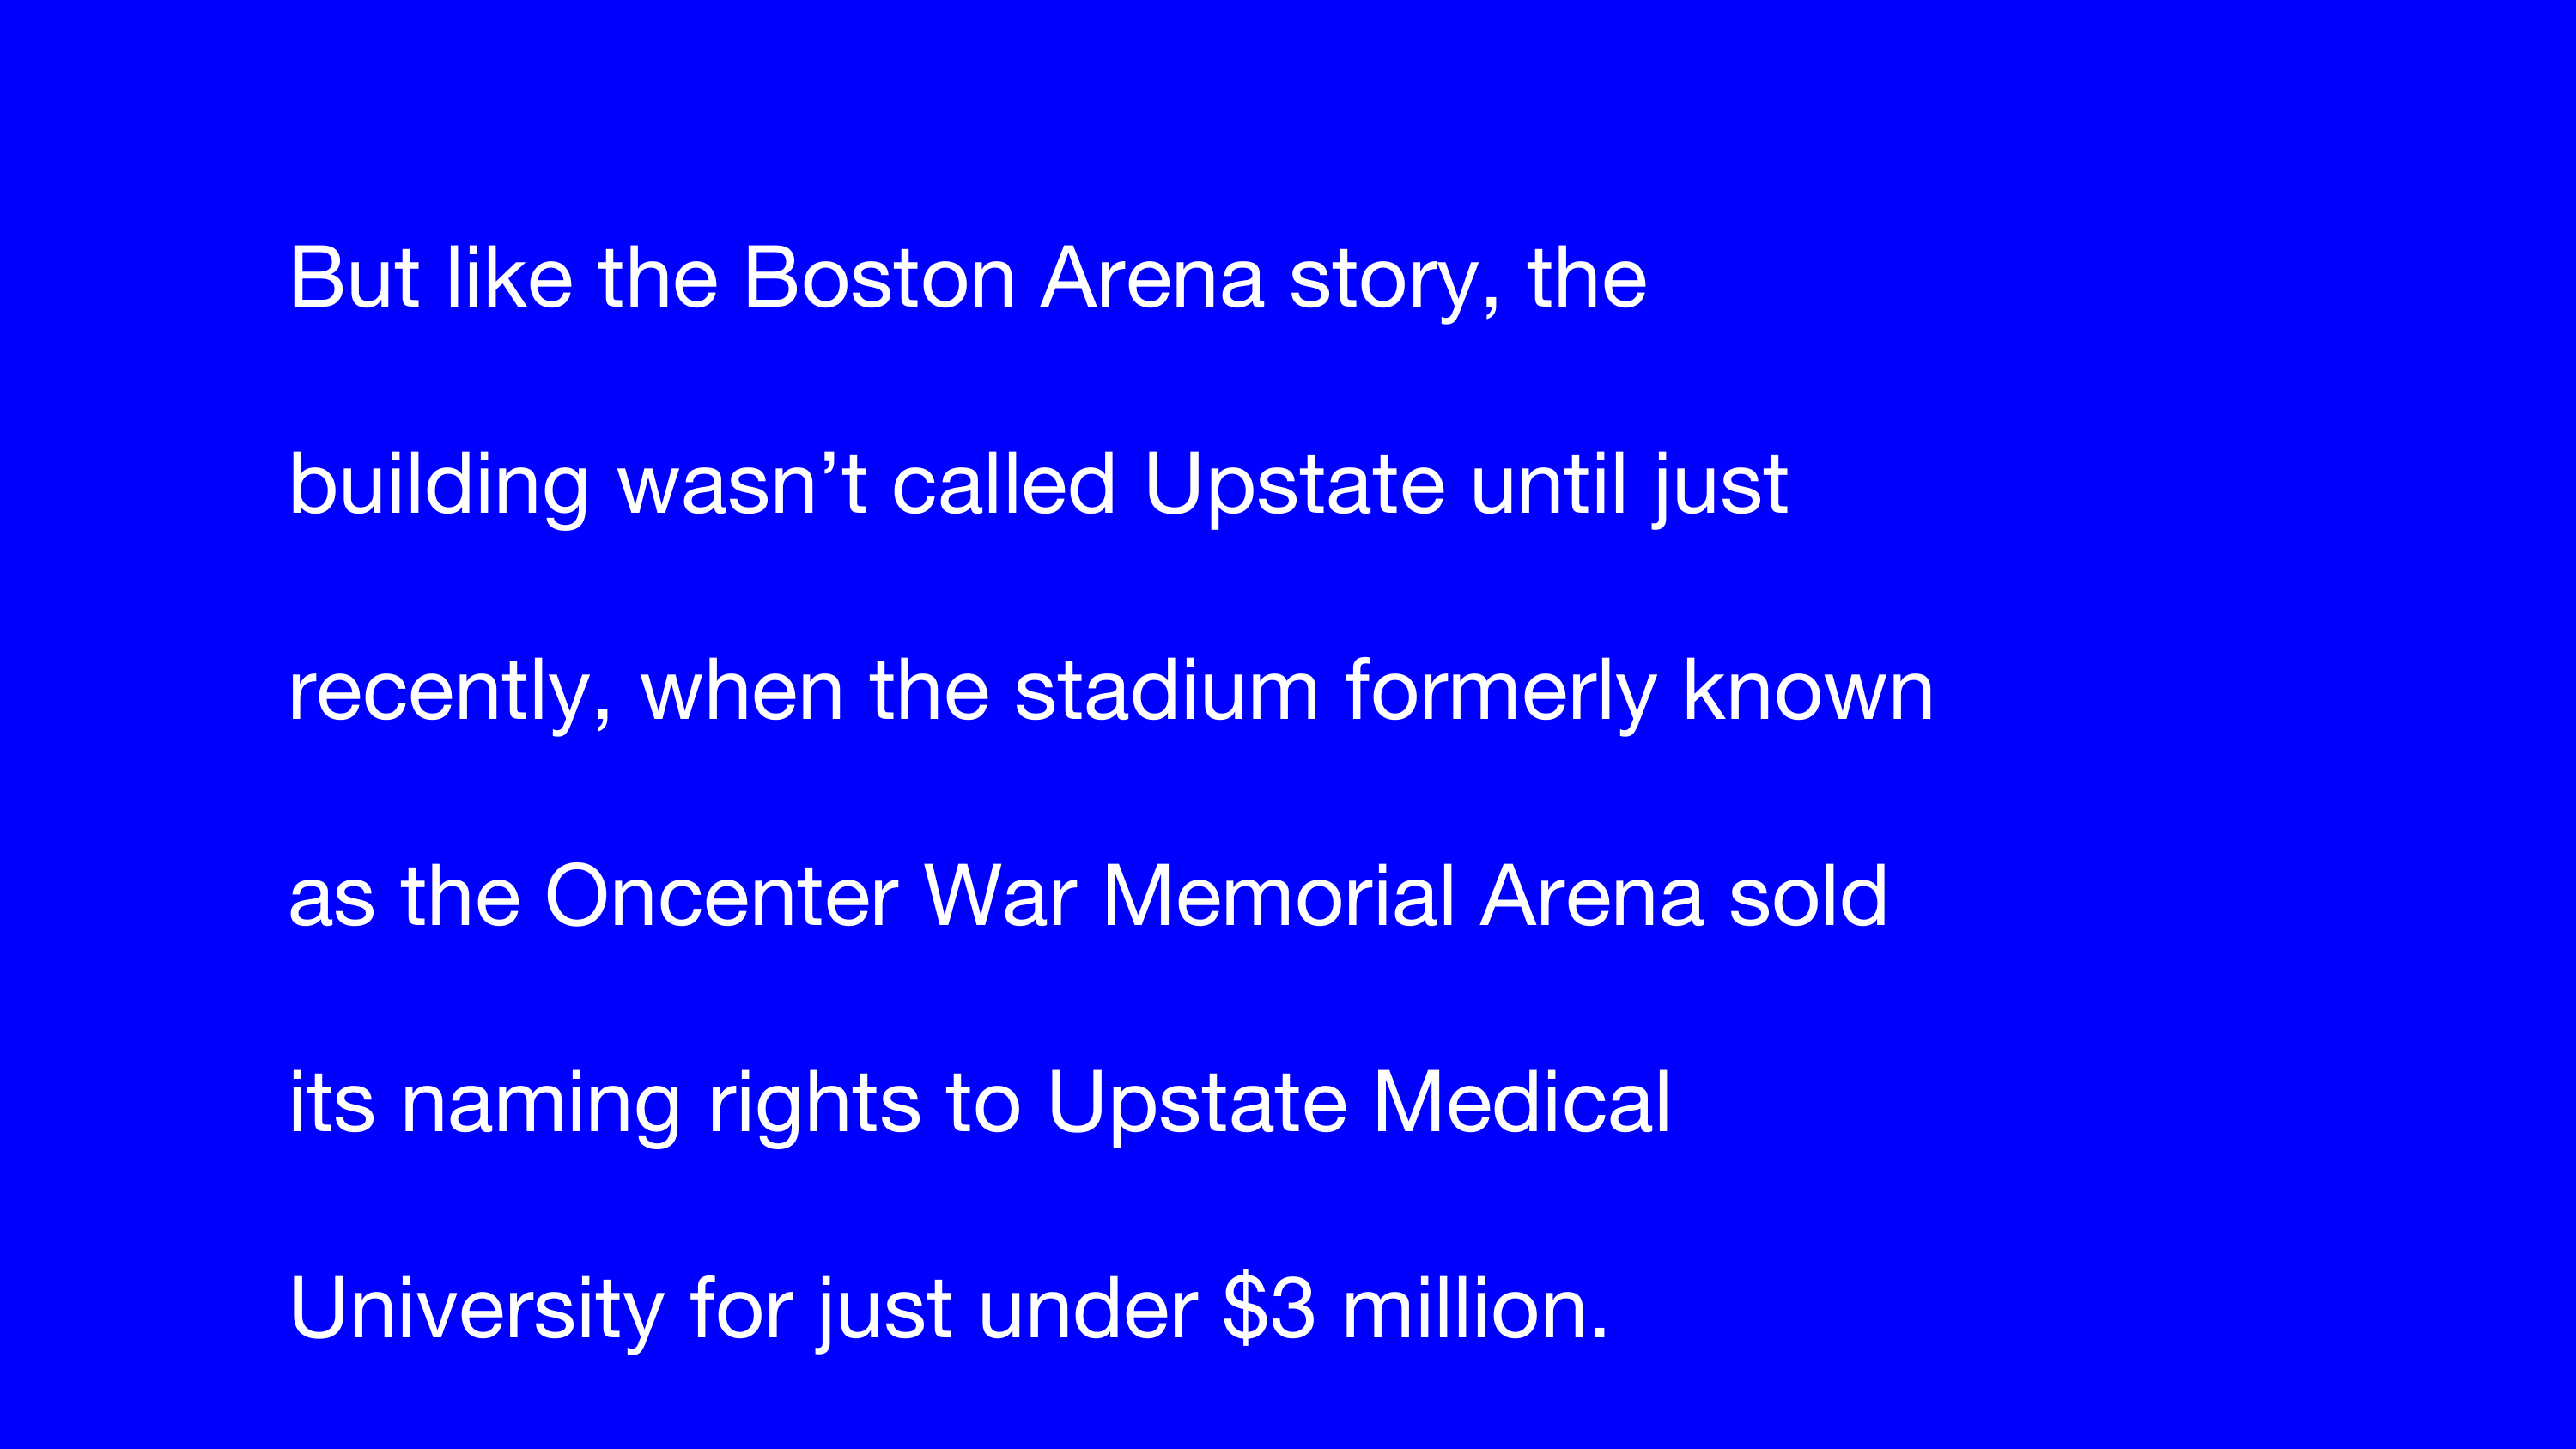 But like the Boston Arena story, the
building wasn’t called Upstate until just
recently, when the stadium formerly known
as the Oncenter War Memorial Arena sold
its naming rights to Upstate Medical
University for just under $3 million.